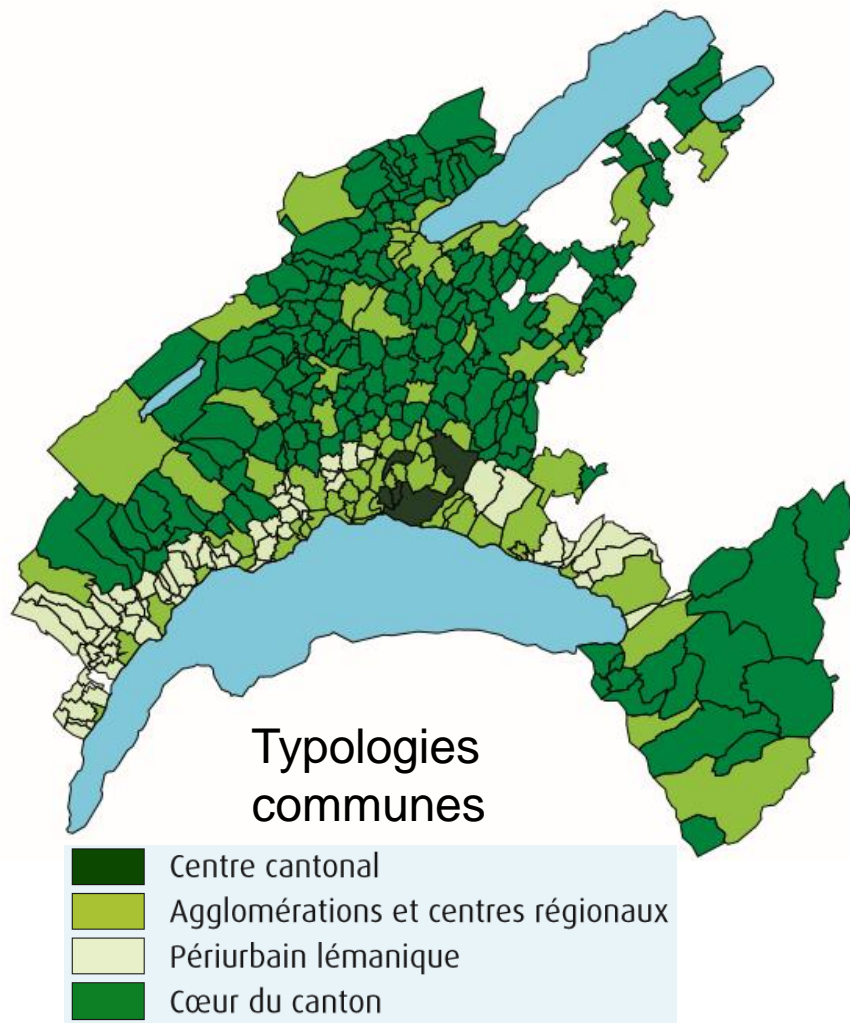 Typologies
communes
Centre cantonal
Agglomérations et centres régionaux
Périurbain lémanique
Cœur du canton